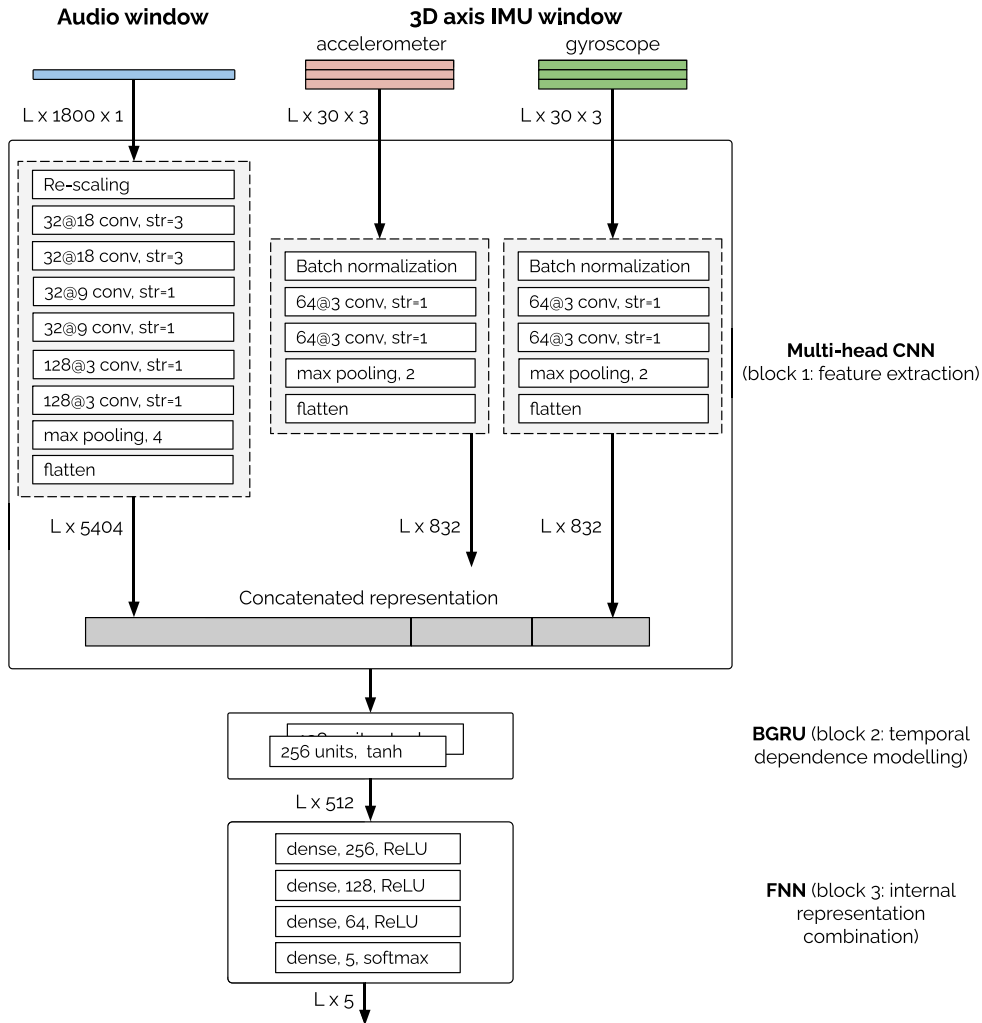 Audio window
3D axis IMU window
accelerometer
gyroscope
L x 1800 x 1
L x 30 x 3
L x 30 x 3
Re-scaling
32@18 conv, str=3
32@18 conv, str=3
32@9 conv, str=1
32@9 conv, str=1
128@3 conv, str=1
128@3 conv, str=1
max pooling, 4
flatten
Batch normalization
64@3 conv, str=1
64@3 conv, str=1
max pooling, 2
flatten
Batch normalization
64@3 conv, str=1
64@3 conv, str=1
max pooling, 2
flatten
Multi-head CNN
(block 1: feature extraction)
L x 5404
L x 832
L x 832
Concatenated representation
256 units, tanh
BGRU (block 2: temporal
dependence modelling)
L x 512
dense, 256, ReLU
dense, 128, ReLU
dense, 64, ReLU
dense, 5, softmax
FNN (block 3: internal
representation
combination)
L x 5